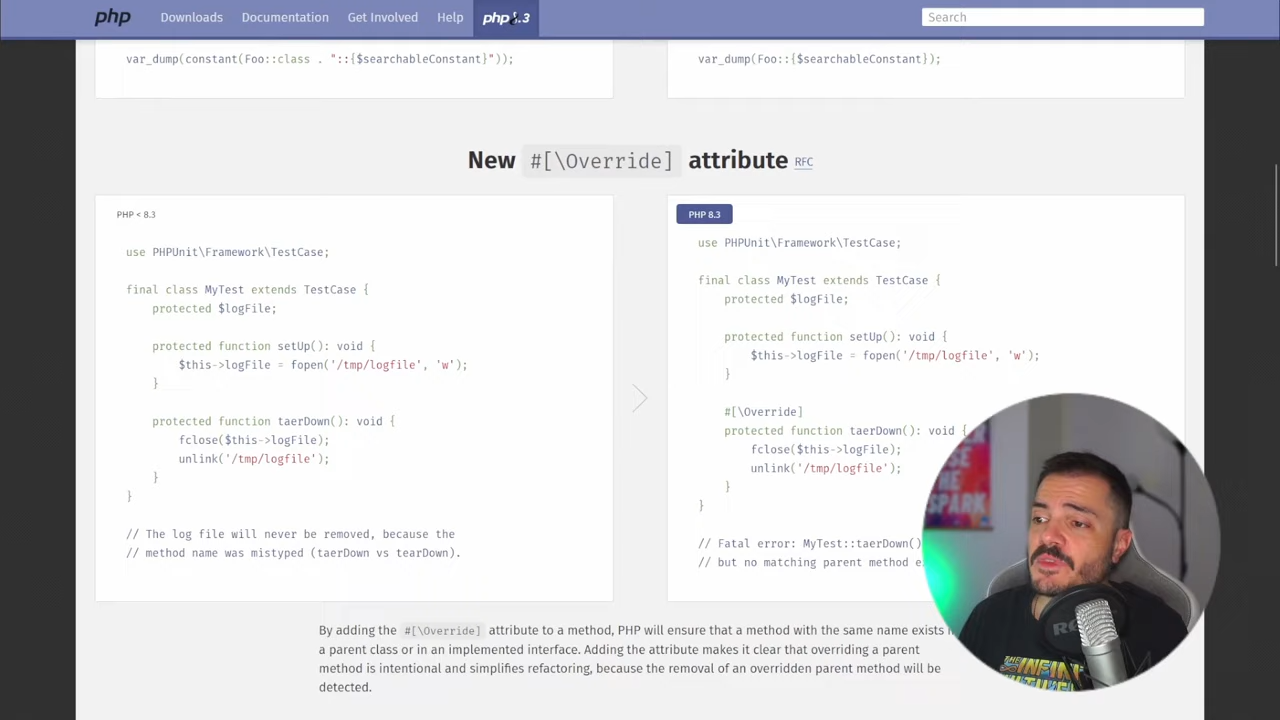 php Downloads Documentation Get Involved Help php8.3 Search
var_dump(constant(Foo::class . "::{$searchableConstant}"));
var_dump(Foo::{$searchableConstant});
New #[\Override] attribute RFC
PHP < 8.3
use PHPUnit\Framework\TestCase;
final class MyTest extends TestCase {
protected $logFile;
protected function setUp(): void {
$this->logFile = fopen('/tmp/logfile', 'w');
}
protected function taerDown(): void {
fclose($this->logFile);
unlink('/tmp/logfile');
}
}
// The log file will never be removed, because the
// method name was mistyped (taerDown vs tearDown).
PHP 8.3
use PHPUnit\Framework\TestCase;
final class MyTest extends TestCase {
protected $logFile;
protected function setUp(): void {
$this->logFile = fopen('/tmp/logfile', 'w');
}
#[\Override]
protected function taerDown(): void {
fclose($this->logFile);
unlink('/tmp/logfile');
}
}
// Fatal error: MyTest::taerDown()
// but no matching parent method
By adding the #[\Override] attribute to a method, PHP will ensure that a method with the same name exists
a parent class or in an implemented interface. Adding the attribute makes it clear that overriding a parent
method is intentional and simplifies refactoring, because the removal of an overridden parent method will be
detected.
THE
SPARK
THE
INFIN